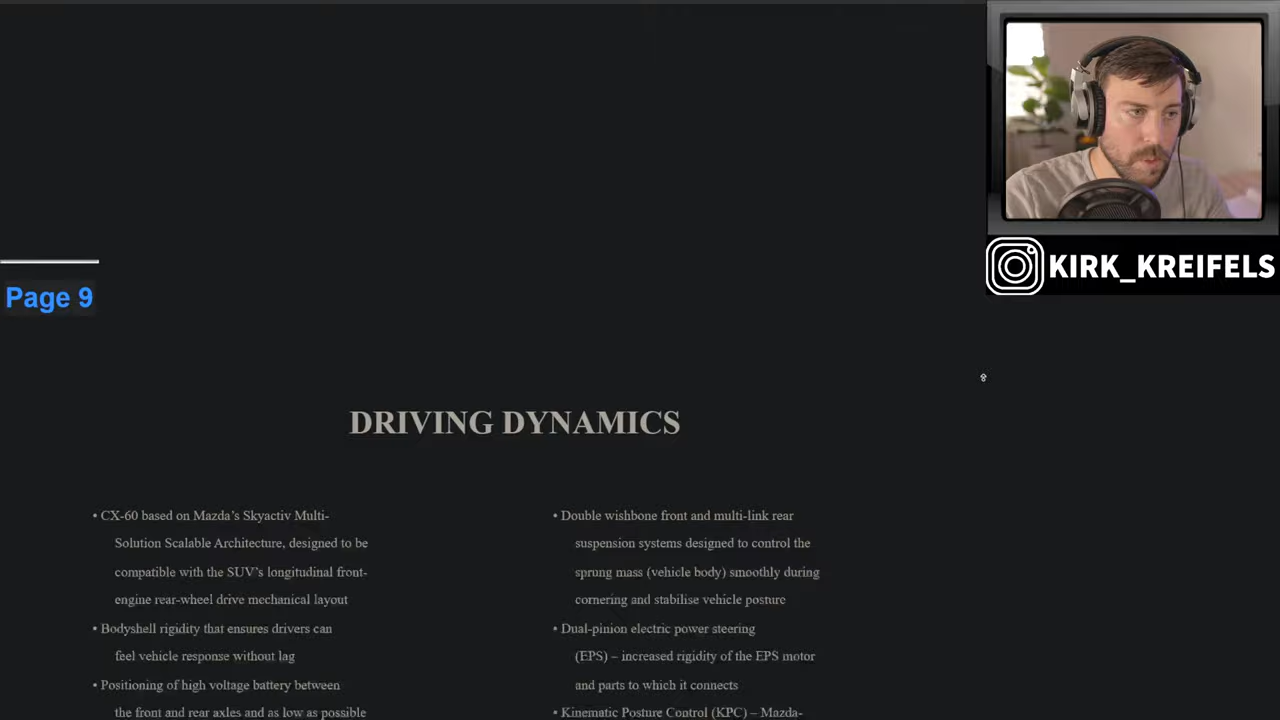 KIRK_KREIFELS
Page 9
DRIVING DYNAMICS
• CX-60 based on Mazda’s Skyactiv Multi-
Solution Scalable Architecture, designed to be
compatible with the SUV’s longitudinal front-
engine rear-wheel drive mechanical layout
• Bodyshell rigidity that ensures drivers can
feel vehicle response without lag
• Positioning of high voltage battery between
the front and rear axles and as low as possible
• Double wishbone front and multi-link rear
suspension systems designed to control the
sprung mass (vehicle body) smoothly during
cornering and stabilise vehicle posture
• Dual-pinion electric power steering
(EPS) – increased rigidity of the EPS motor
and parts to which it connects
• Kinematic Posture Control (KPC) – Mazda-